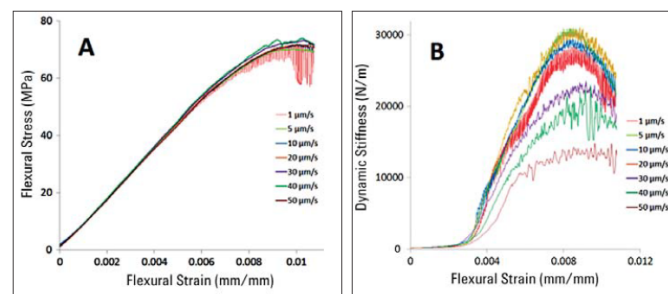 A
Flexural Stress (MPa)
80
60
40
20
0
1 µm/s
5 µm/s
10 µm/s
20 µm/s
30 µm/s
40 µm/s
50 µm/s
0
0.002
0.004
0.006
0.008
0.01
Flexural Strain (mm/mm)
B
Dynamic Stiffness (N/m)
30000
20000
10000
0
1 µm/s
5 µm/s
10 µm/s
20 µm/s
30 µm/s
40 µm/s
50 µm/s
0
0.004
0.008
0.012
Flexural Strain (mm/mm)